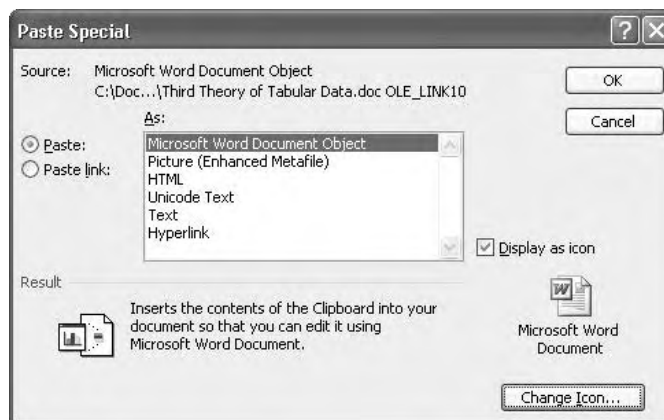 Paste Special
Source: Microsoft Word Document Object
C:\Doc...\Third Theory of Tabular Data.doc OLE_LINK10
As:
Paste:
Paste link:
Microsoft Word Document Object
Picture (Enhanced Metafile)
HTML
Unicode Text
Text
Hyperlink
OK
Cancel
Display as icon
Result
Inserts the contents of the Clipboard into your
document so that you can edit it using
Microsoft Word Document.
W
Microsoft Word
Document
Change Icon...